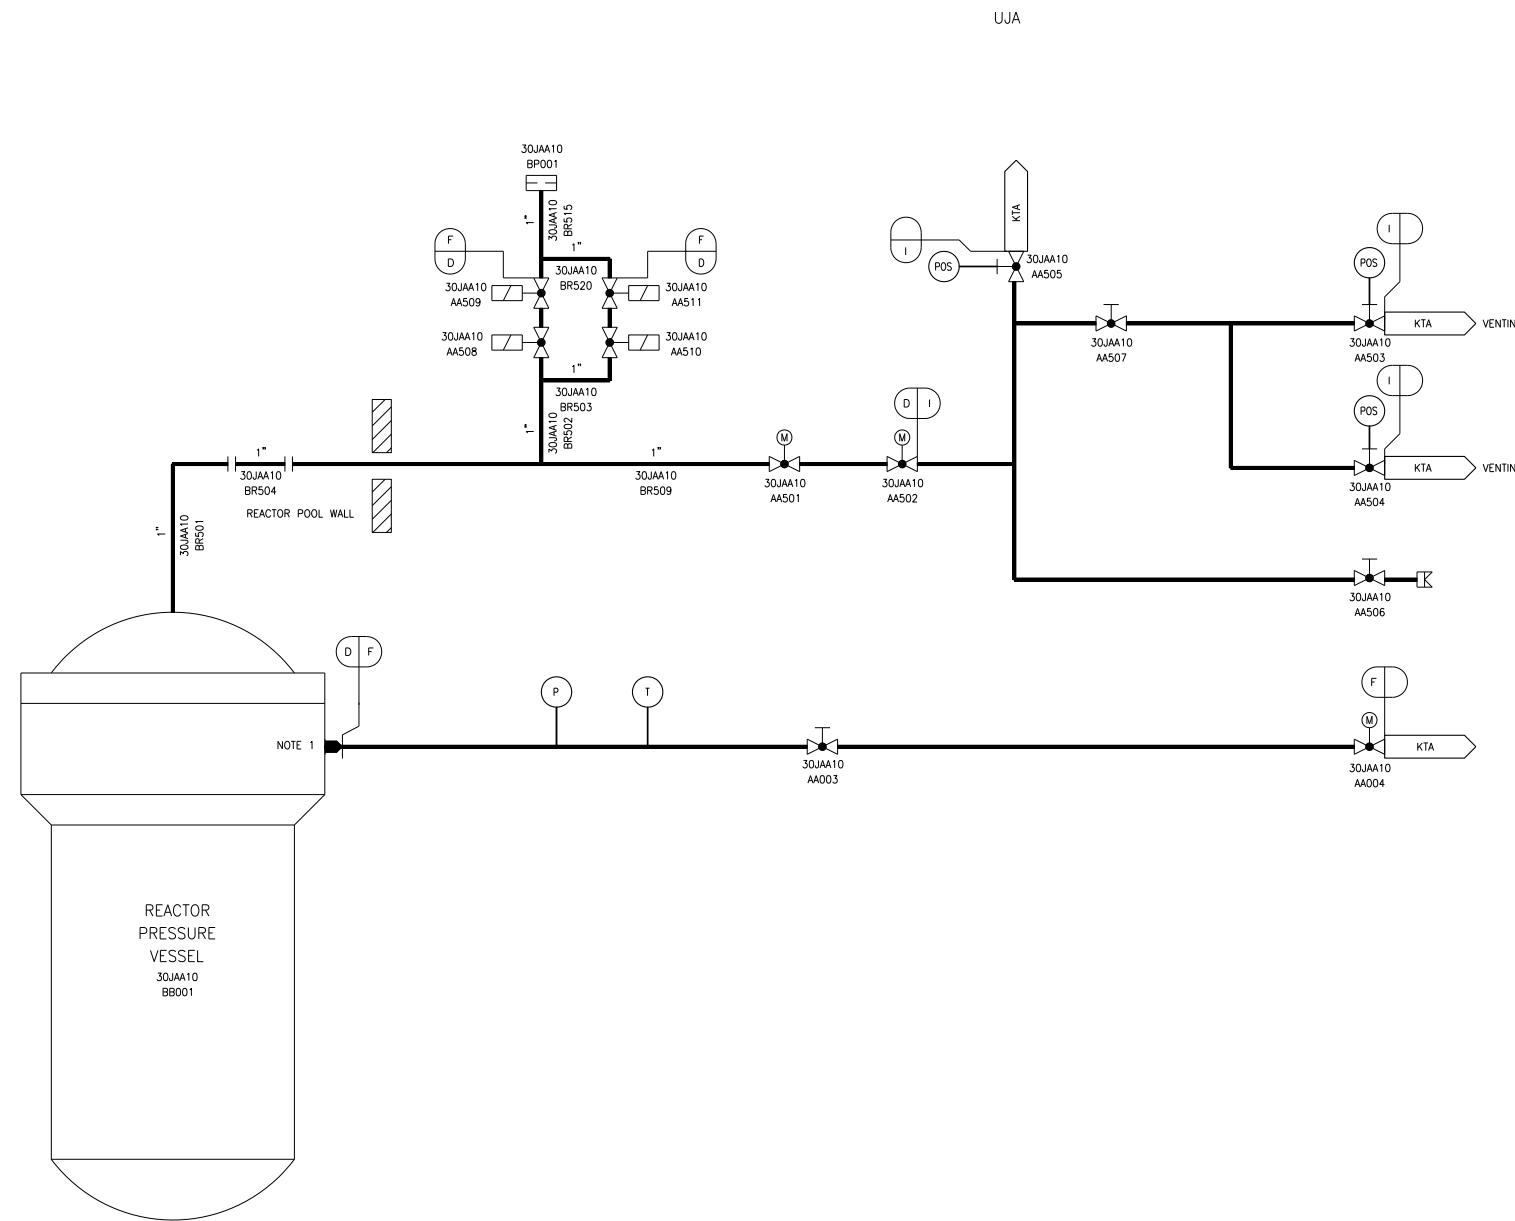 UJA
30JAA10
BP001
1"
30JAA10
BR515
KTA
F
D
1"
F
D
I
POS
30JAA10
AA505
I
POS
30JAA10
AA509
30JAA10
BR520
30JAA10
AA511
30JAA10
AA508
30JAA10
AA510
KTA
VENTIN
30JAA10
AA507
30JAA10
AA503
1"
30JAA10
BR503
I
POS
D I
1"
30JAA10
BR502
M
M
1"
30JAA10
BR504
1"
30JAA10
BR509
30JAA10
AA501
30JAA10
AA502
KTA
VENTIN
30JAA10
AA504
REACTOR POOL WALL
1"
30JAA10
BR501
30JAA10
AA506
D F
P
T
F
M
NOTE 1
KTA
30JAA10
AA003
30JAA10
AA004
REACTOR
PRESSURE
VESSEL
30JAA10
BB001